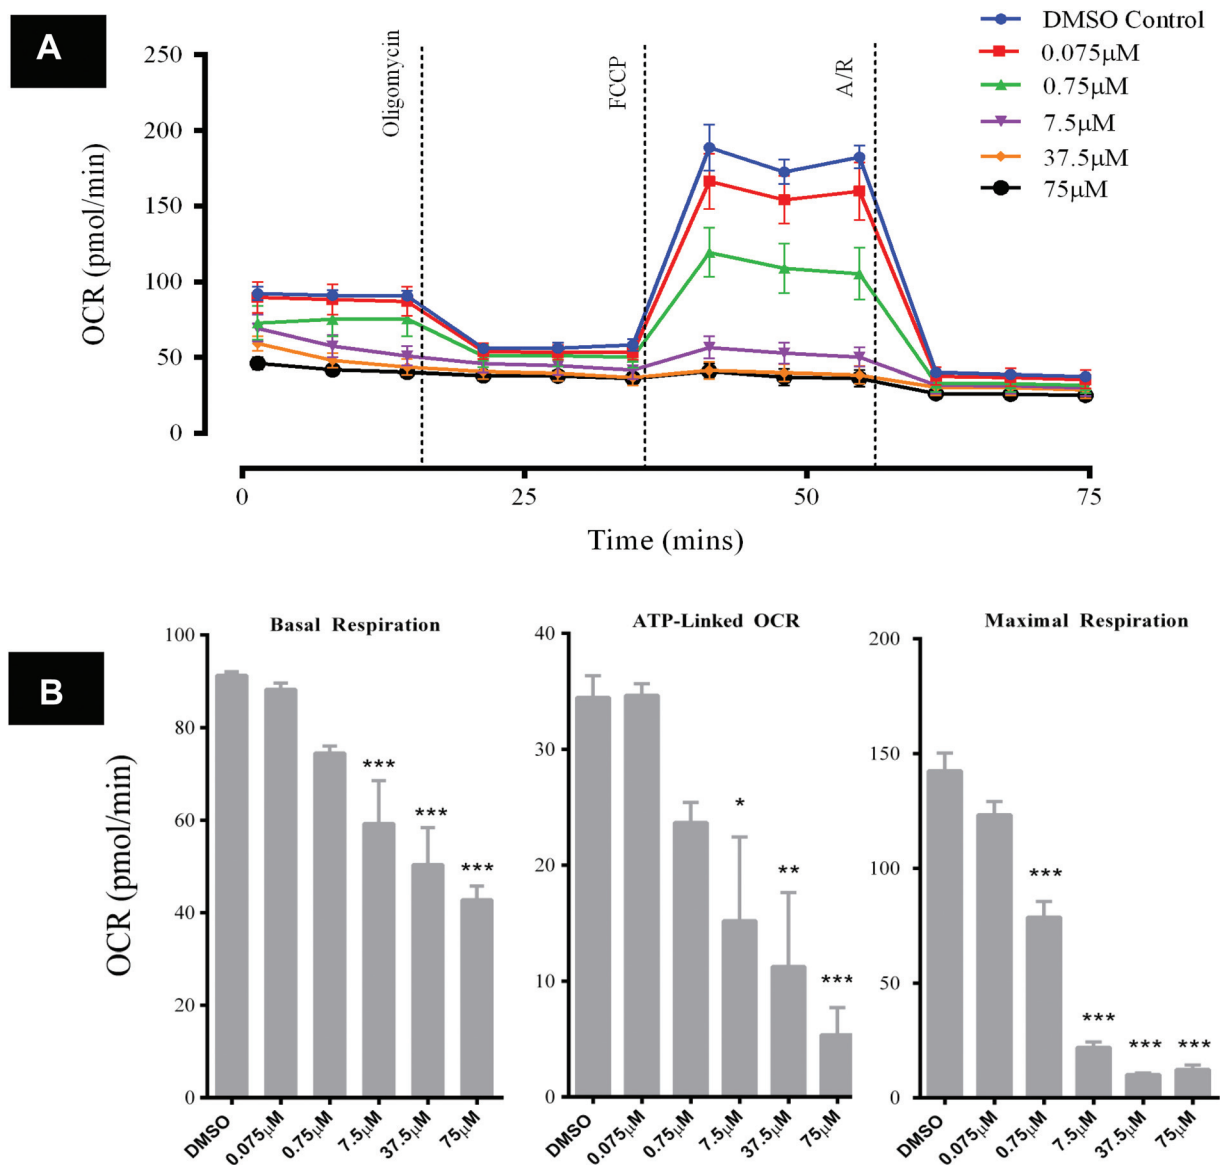 A
DMSO Control
0.075μM
0.75μM
7.5μM
37.5μM
75μM
Oligomycin
FCCP
A/R
OCR (pmol/min)
250
200
150
100
50
0
0 25 50 75
Time (mins)
B
OCR (pmol/min)
Basal Respiration
100
80
60
40
20
0
***
***
***
DMSO 0.075μM 0.75μM 7.5μM 37.5μM 75μM
ATP-Linked OCR
40
30
20
10
0
*
**
***
DMSO 0.075μM 0.75μM 7.5μM 37.5μM 75μM
Maximal Respiration
200
150
100
50
0
***
***
***
***
DMSO 0.075μM 0.75μM 7.5μM 37.5μM 75μM